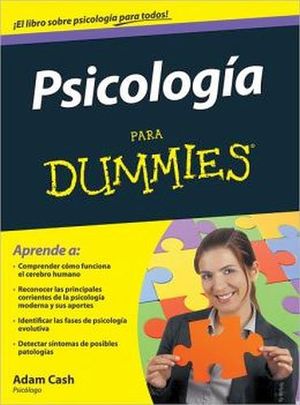 ¡El libro sobre psicología para todos!
Psicología
PARA
DUMMIES®
Aprende a:
• Comprender cómo funciona
el cerebro humano
• Reconocer las principales
corrientes de la psicología
moderna y sus aportes
• Identificar las fases de psicología
evolutiva
• Detectar síntomas de posibles
patologías
Adam Cash
Psicólogo